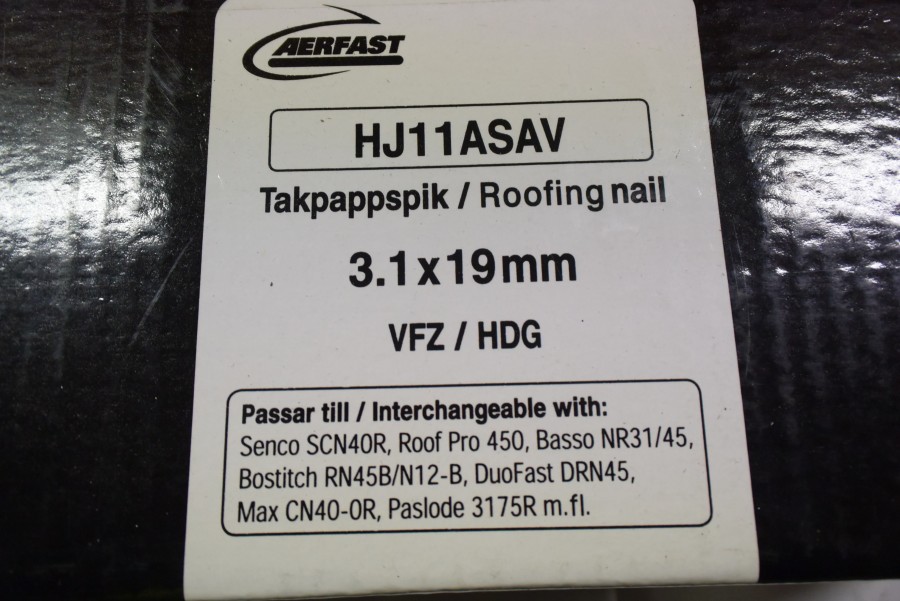 AERFAST
HJ11ASAV
Takpappspik / Roofing nail
3.1x19mm
VFZ / HDG
Passar till / Interchangeable with:
Senco SCN40R, Roof Pro 450, Basso NR31/45,
Bostitch RN45B/N12-B, DuoFast DRN45,
Max CN40-0R, Paslode 3175R m.fl.